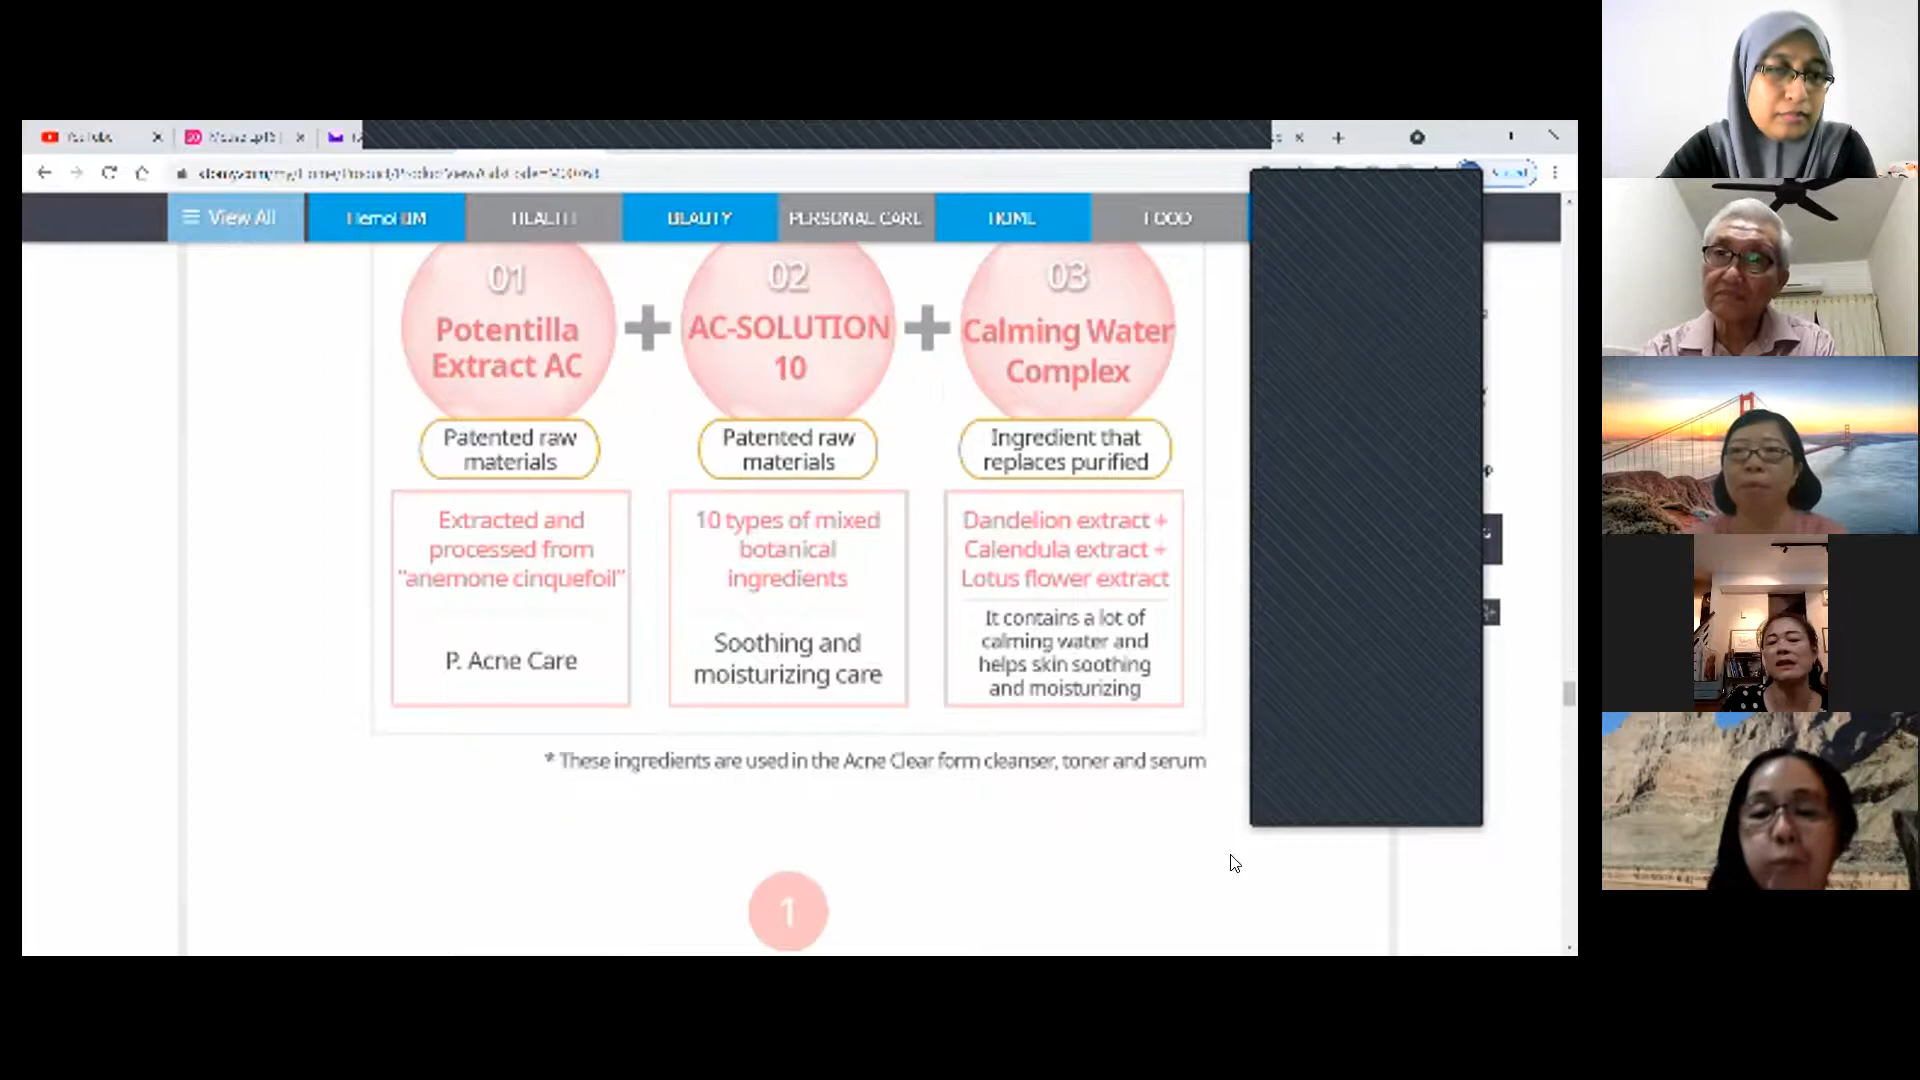 YouTube
View All
HemoHIM
HEALTH
BEAUTY
PERSONAL CARE
HOME
FOOD
01
Potentilla
Extract AC
Patented raw
materials
Extracted and
processed from
"anemone cinquefoil"
P. Acne Care
02
AC-SOLUTION
10
Patented raw
materials
10 types of mixed
botanical
ingredients
Soothing and
moisturizing care
03
Calming Water
Complex
Ingredient that
replaces purified
Dandelion extract +
Calendula extract +
Lotus flower extract
It contains a lot of
calming water and
helps skin soothing
and moisturizing
* These ingredients are used in the Acne Clear form cleanser, toner and serum
1